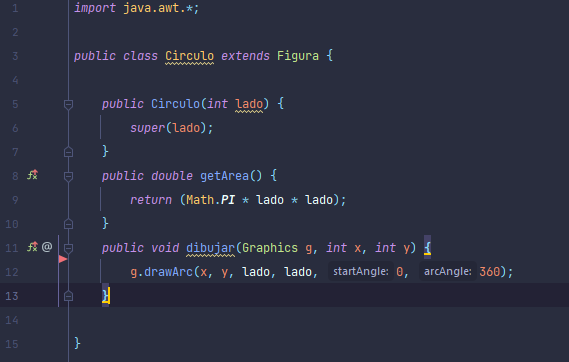 1 import java.awt.*;
2
3 public class Circulo extends Figura {
4
5 public Circulo(int lado) {
6 super(lado);
7 }
8 public double getArea() {
9 return (Math.PI * lado * lado);
10 }
11 @ public void dibujar(Graphics g, int x, int y) {
12 g.drawArc(x, y, lado, lado, startAngle: 0, arcAngle: 360);
13 }
14
15 }